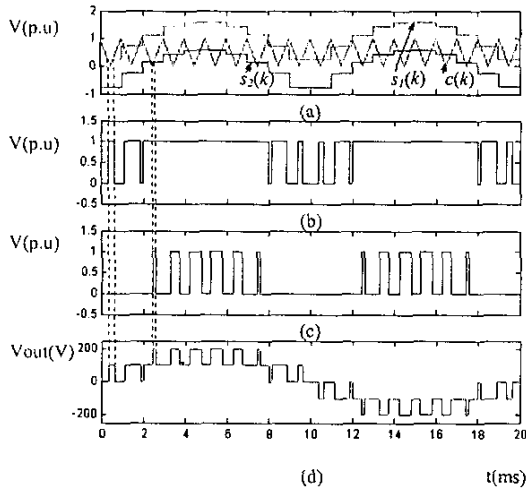 V(p.u)
2
1
0
-1
s₂(k)
s₁(k)
c(k)
(a)
V(p.u)
1.5
1
0.5
0
-0.5
(b)
V(p.u)
1.5
1
0.5
0
-0.5
(c)
Vout(V)
200
0
-200
0 2 4 6 8 10 12 14 16 18 20
(d)
t(ms)